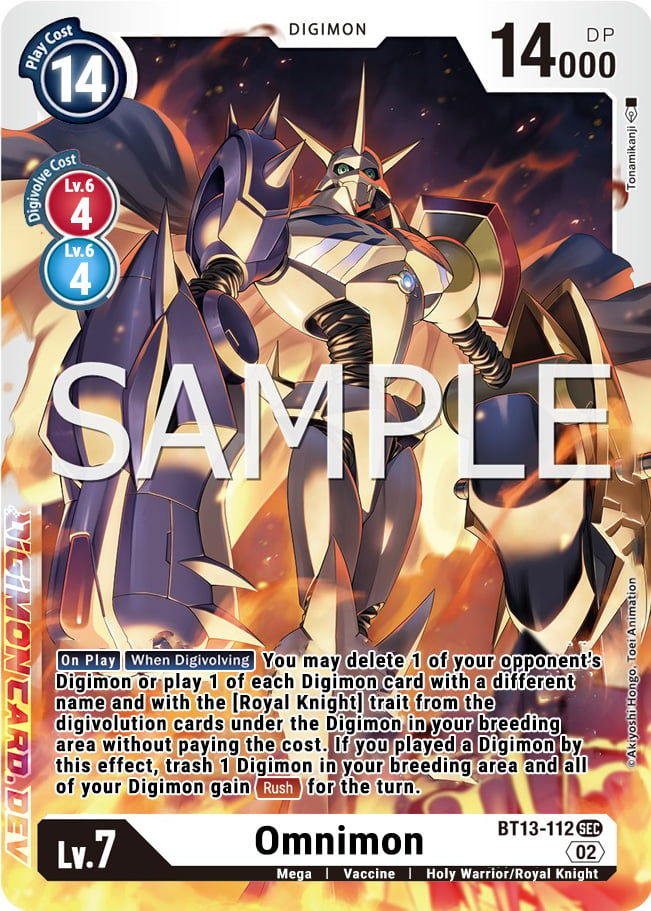 DIGIMON
Play Cost
14
DP
14000
Digivolve Cost
Lv.6
4
Lv.6
4
Tonamikanji
SAMPLE
DIGIMONCARD.DEV
©Akiyoshi Hongo, Toei Animation
On Play When Digivolving You may delete 1 of your opponent's
Digimon or play 1 of each Digimon card with a different
name and with the [Royal Knight] trait from the
digivolution cards under the Digimon in your breeding
area without paying the cost. If you played a Digimon by
this effect, trash 1 Digimon in your breeding area and all
of your Digimon gain Rush for the turn.
Lv.7
Omnimon
BT13-112 SEC
02
Mega | Vaccine | Holy Warrior/Royal Knight